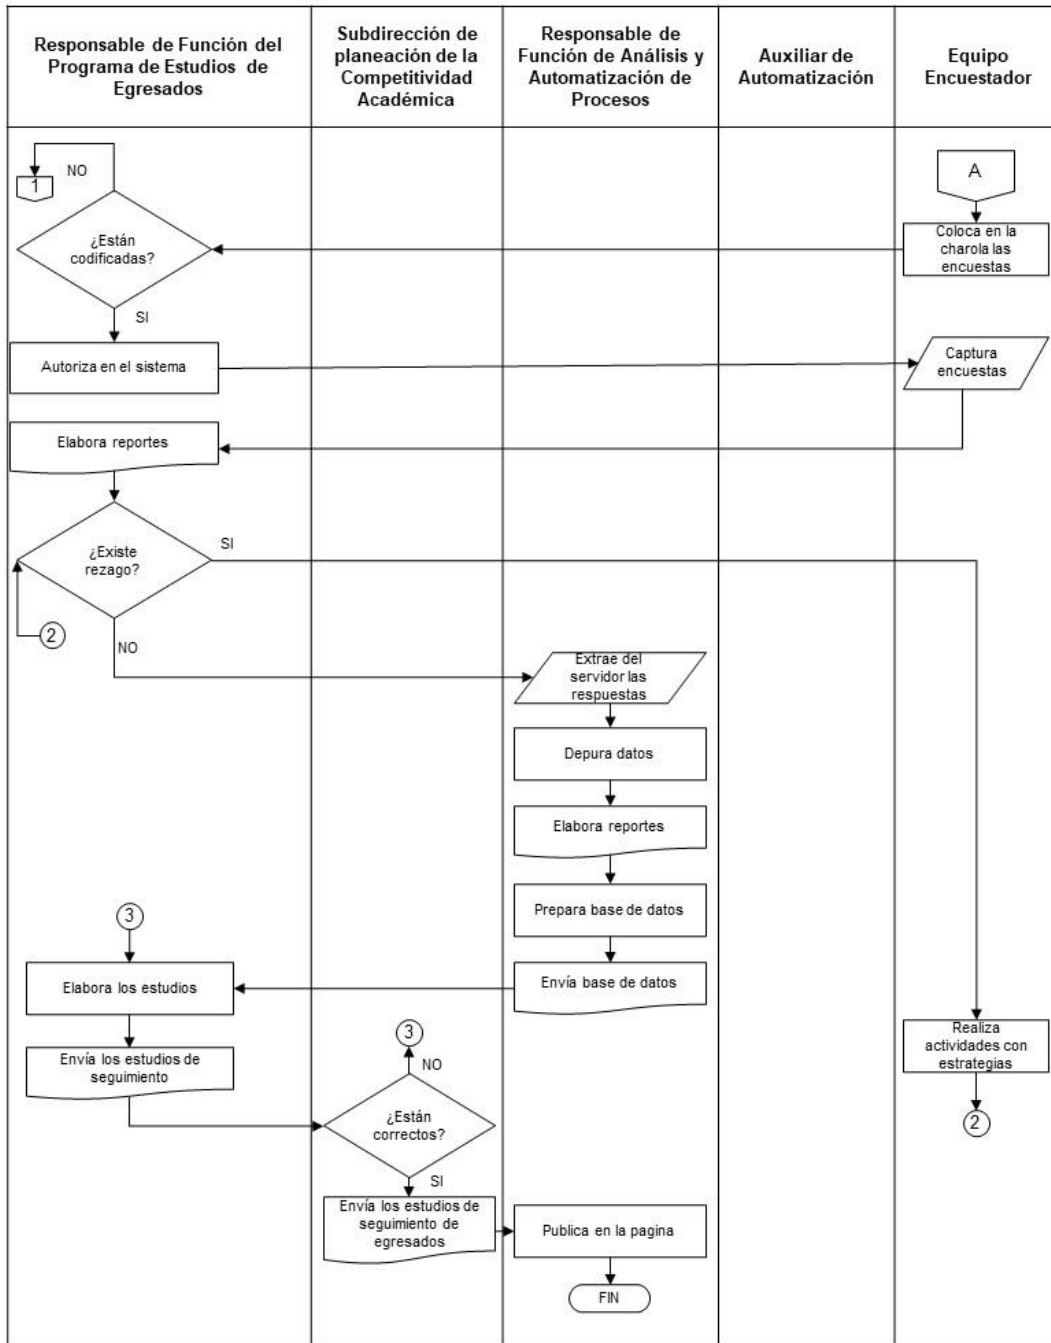 Responsable de Función del
Programa de Estudios de
Egresados
Subdirección de
planeación de la
Competitividad
Académica
Responsable de
Función de Análisis y
Automatización de
Procesos
Auxiliar de
Automatización
Equipo
Encuestador
NO
1
A
¿Están
codificadas?
Coloca en la
charola las
encuestas
SI
Autoriza en el sistema
Captura
encuestas
Elabora reportes
¿Existe
rezago?
SI
2
NO
Extrae del
servidor las
respuestas
Depura datos
Elabora reportes
Prepara base de datos
3
Elabora los estudios
Envía base de datos
3
NO
Realiza
actividades con
estrategias
Envía los estudios de
seguimiento
¿Están
correctos?
2
SI
Envía los estudios de
seguimiento de
egresados
Publica en la pagina
FIN